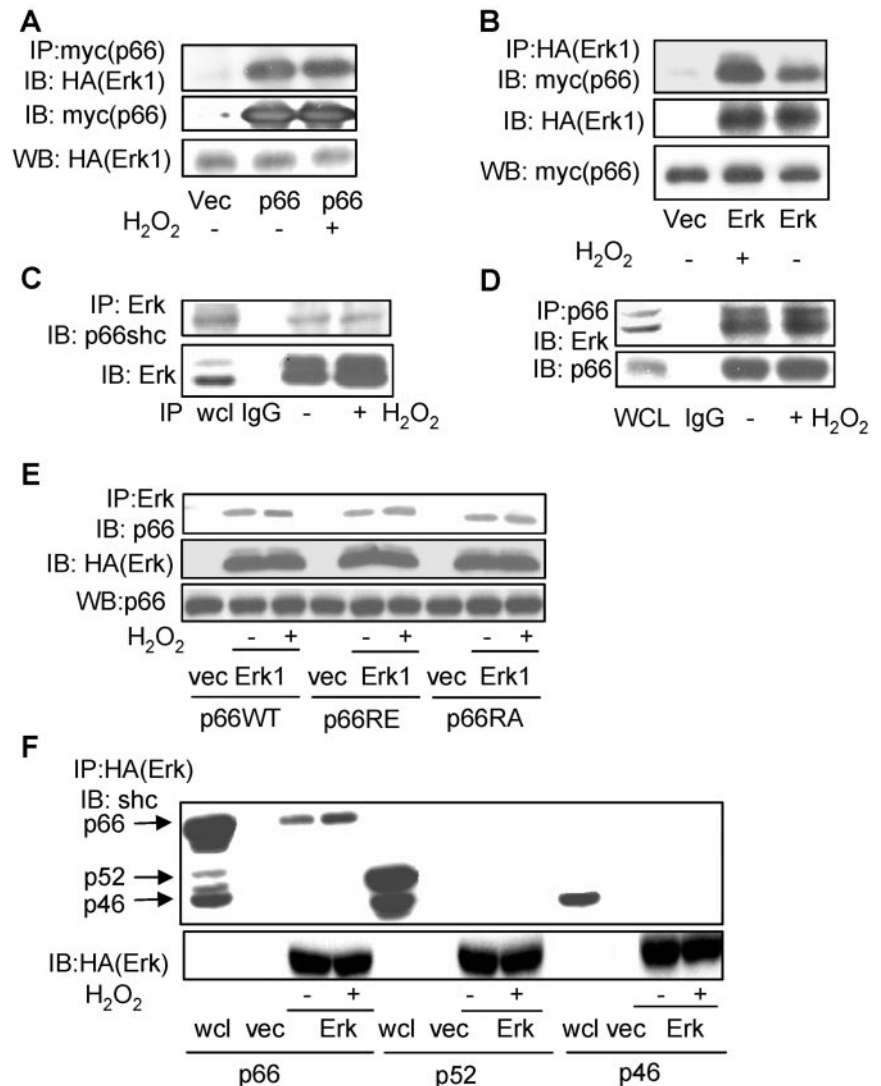 A
IP:myc(p66)
IB: HA(Erk1)
IB: myc(p66)
WB: HA(Erk1)
Vec p66 p66
H2O2 - - +
B
IP:HA(Erk1)
IB: myc(p66)
IB: HA(Erk1)
WB: myc(p66)
Vec Erk Erk
H2O2 - + -
C
IP: Erk
IB: p66shc
IB: Erk
IP wcl IgG - + H2O2
D
IP:p66
IB: Erk
IB: p66
WCL IgG - + H2O2
E
IP:Erk
IB: p66
IB: HA(Erk)
WB:p66
H2O2 - + - + - +
vec Erk1 vec Erk1 vec Erk1
p66WT p66RE p66RA
F
IP:HA(Erk)
IB: shc
p66
p52
p46
IB:HA(Erk)
H2O2 - + - + - +
wcl vec Erk wcl vec Erk wcl vec Erk
p66 p52 p46